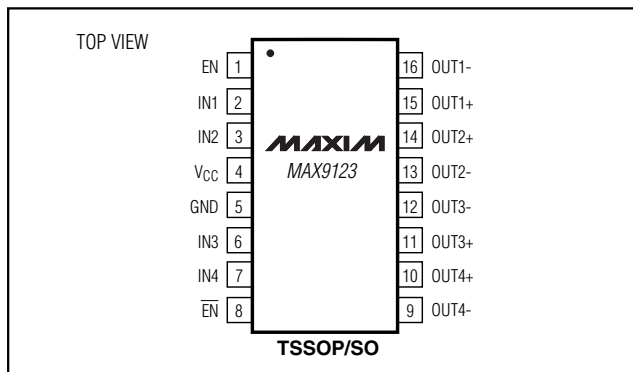 TOP VIEW
EN 1 16 OUT1-
IN1 2 15 OUT1+
IN2 3 14 OUT2+
MAXIM
VCC 4 MAX9123 13 OUT2-
GND 5 12 OUT3-
IN3 6 11 OUT3+
IN4 7 10 OUT4+
E̅N̅ 8 9 OUT4-
TSSOP/SO